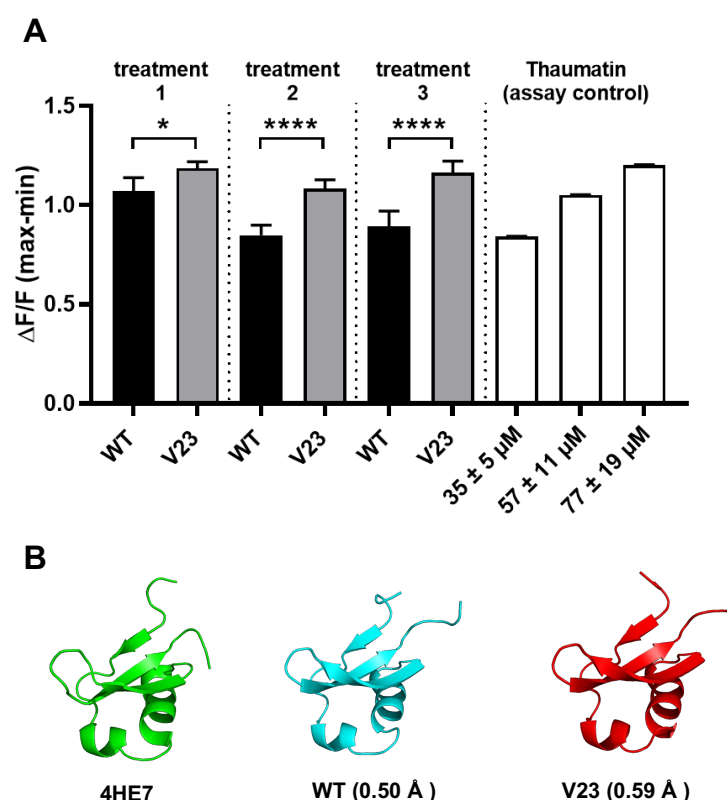 A
treatment 1
treatment 2
treatment 3
Thaumatin
(assay control)
ΔF/F (max-min)
1.5
1.0
0.5
0.0
*
****
****
WT
V23
WT
V23
WT
V23
35 ± 5 µM
57 ± 11 µM
77 ± 19 µM
B
4HE7
WT (0.50 Å )
V23 (0.59 Å )